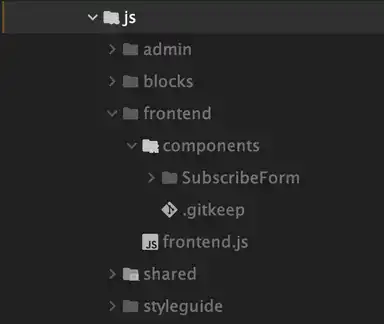 js
admin
blocks
frontend
components
SubscribeForm
.gitkeep
JS frontend.js
shared
styleguide